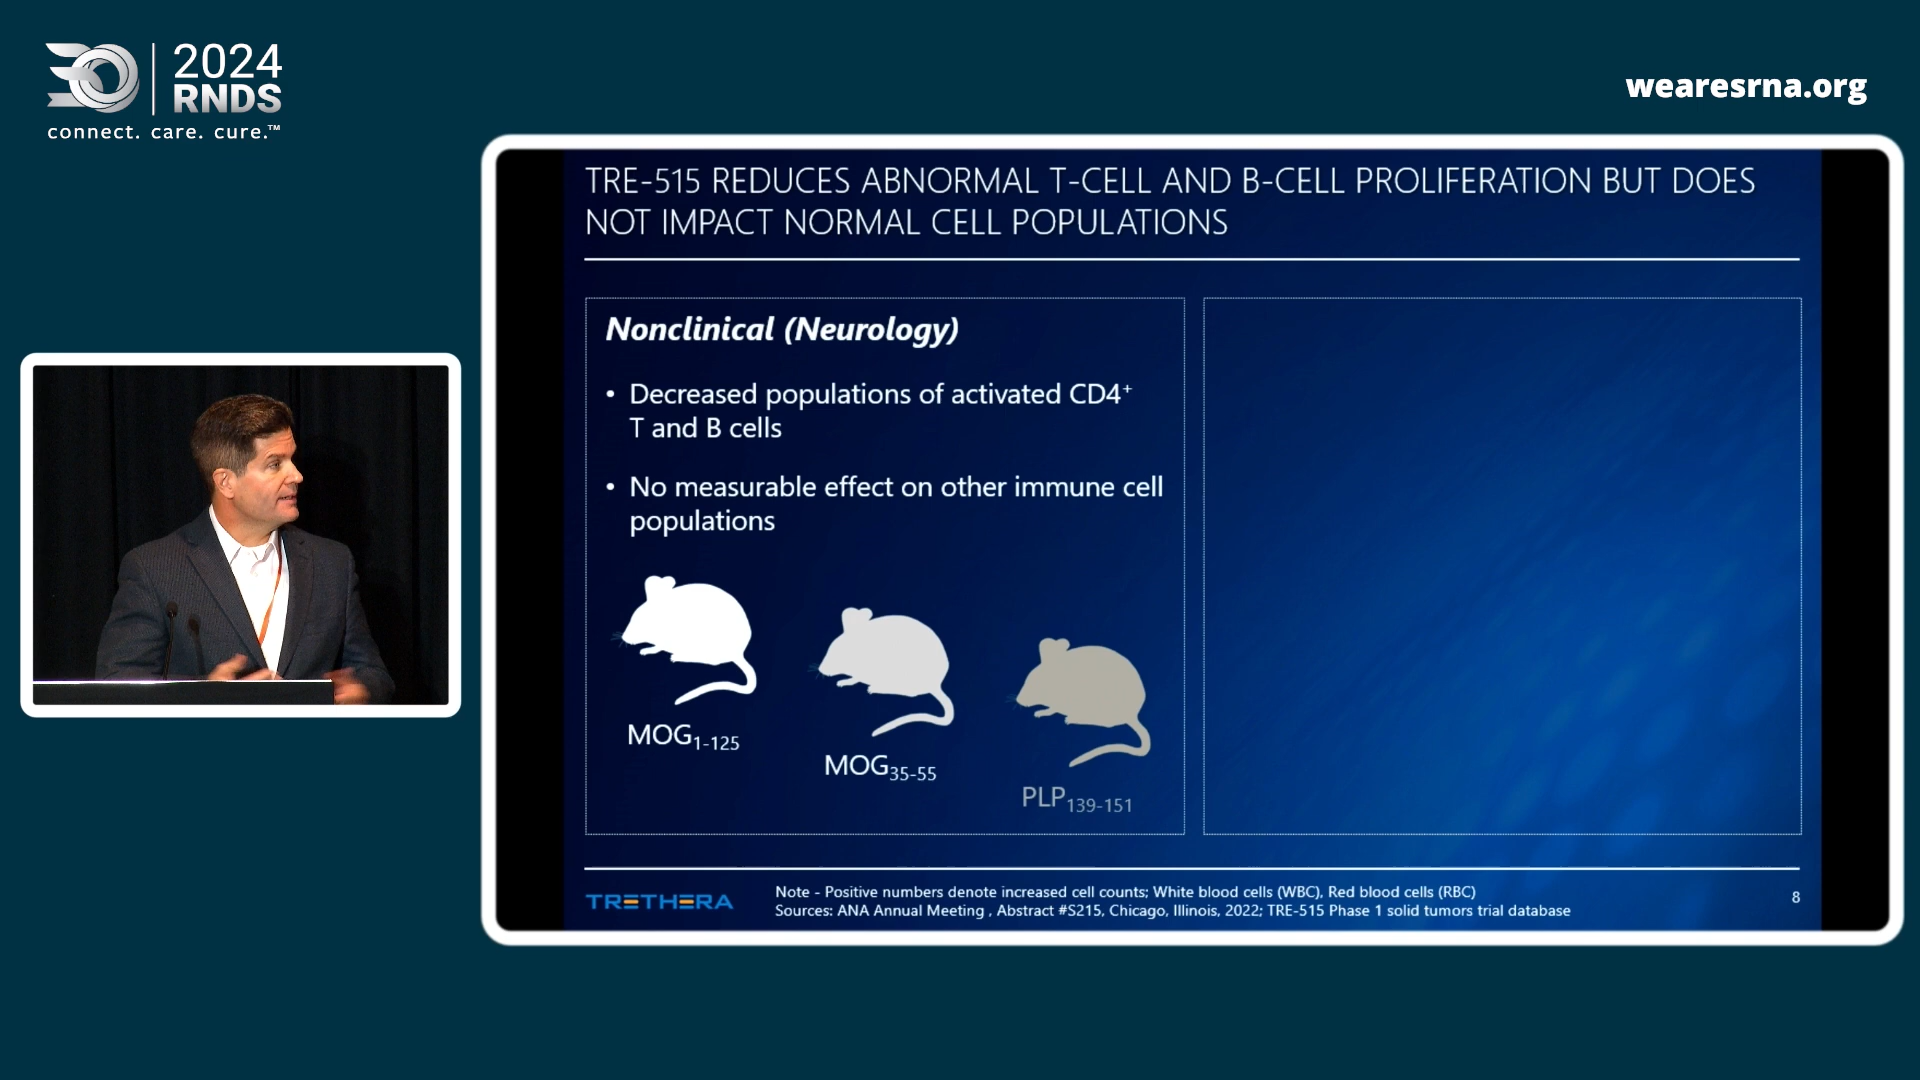 2024
RNDS
connect. care. cure.™
wearesrna.org
TRE-515 REDUCES ABNORMAL T-CELL AND B-CELL PROLIFERATION BUT DOES
NOT IMPACT NORMAL CELL POPULATIONS
Nonclinical (Neurology)
• Decreased populations of activated CD4⁺
T and B cells
• No measurable effect on other immune cell
populations
MOG₁₋₁₂₅
MOG₃₅₋₅₅
PLP₁₃₉₋₁₅₁
TRETHERA
Note - Positive numbers denote increased cell counts; White blood cells (WBC), Red blood cells (RBC)
Sources: ANA Annual Meeting , Abstract #S215, Chicago, Illinois, 2022; TRE-515 Phase 1 solid tumors trial database
8